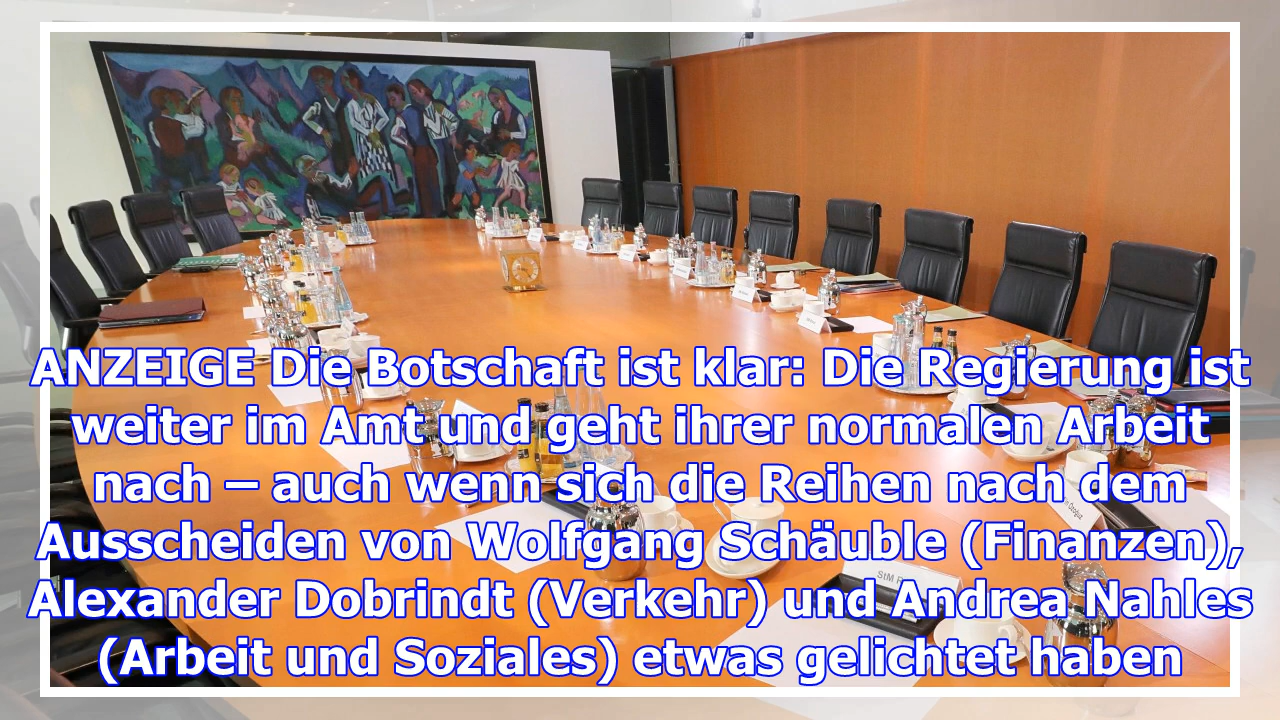 ANZEIGE Die Botschaft ist klar: Die Regierung ist
weiter im Amt und geht ihrer normalen Arbeit
nach – auch wenn sich die Reihen nach dem
Ausscheiden von Wolfgang Schäuble (Finanzen),
Alexander Dobrindt (Verkehr) und Andrea Nahles
(Arbeit und Soziales) etwas gelichtet haben
StM